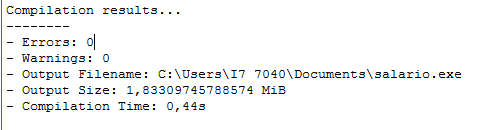 Compilation results...
--------
- Errors: 0
- Warnings: 0
- Output Filename: C:\Users\I7 7040\Documents\salario.exe
- Output Size: 1,83309745788574 MiB
- Compilation Time: 0,44s